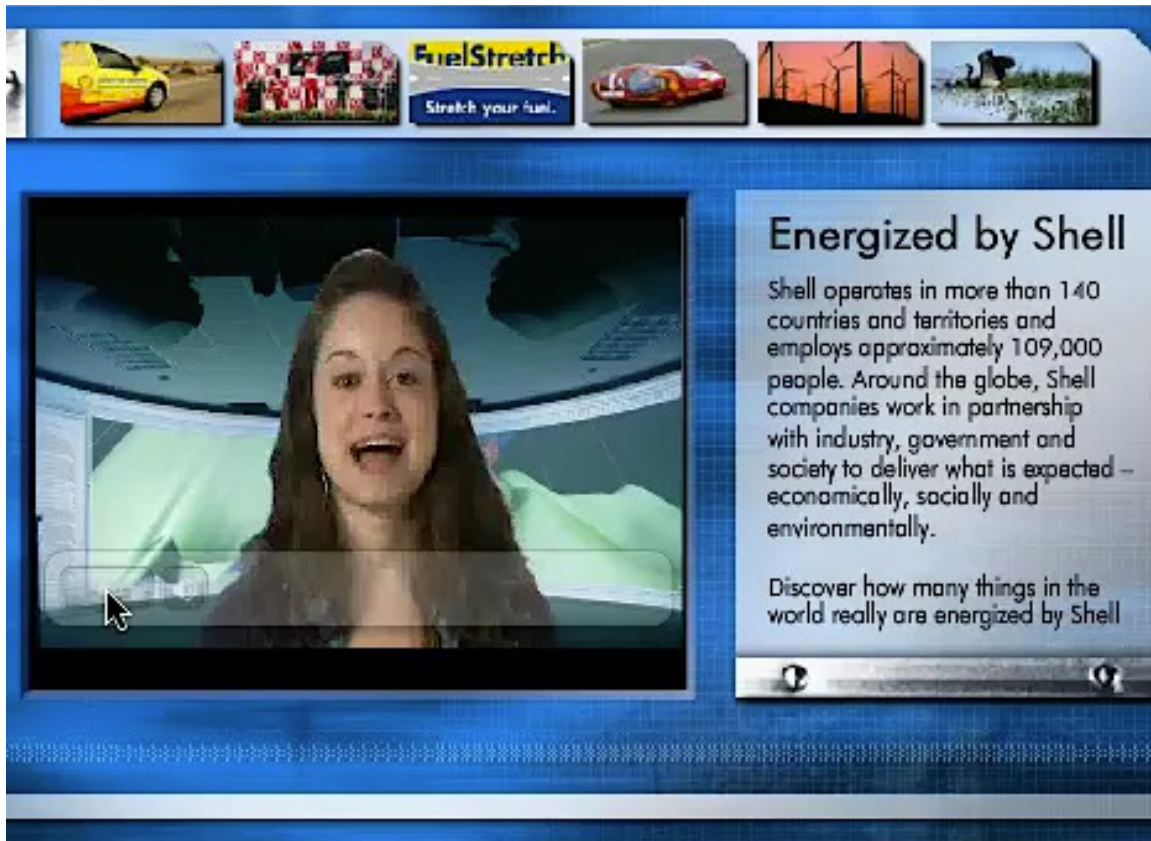 FuelStretch
Stretch your fuel.
Energized by Shell
Shell operates in more than 140
countries and territories and
employs approximately 109,000
people. Around the globe, Shell
companies work in partnership
with industry, government and
society to deliver what is expected –
economically, socially and
environmentally.
Discover how many things in the
world really are energized by Shell